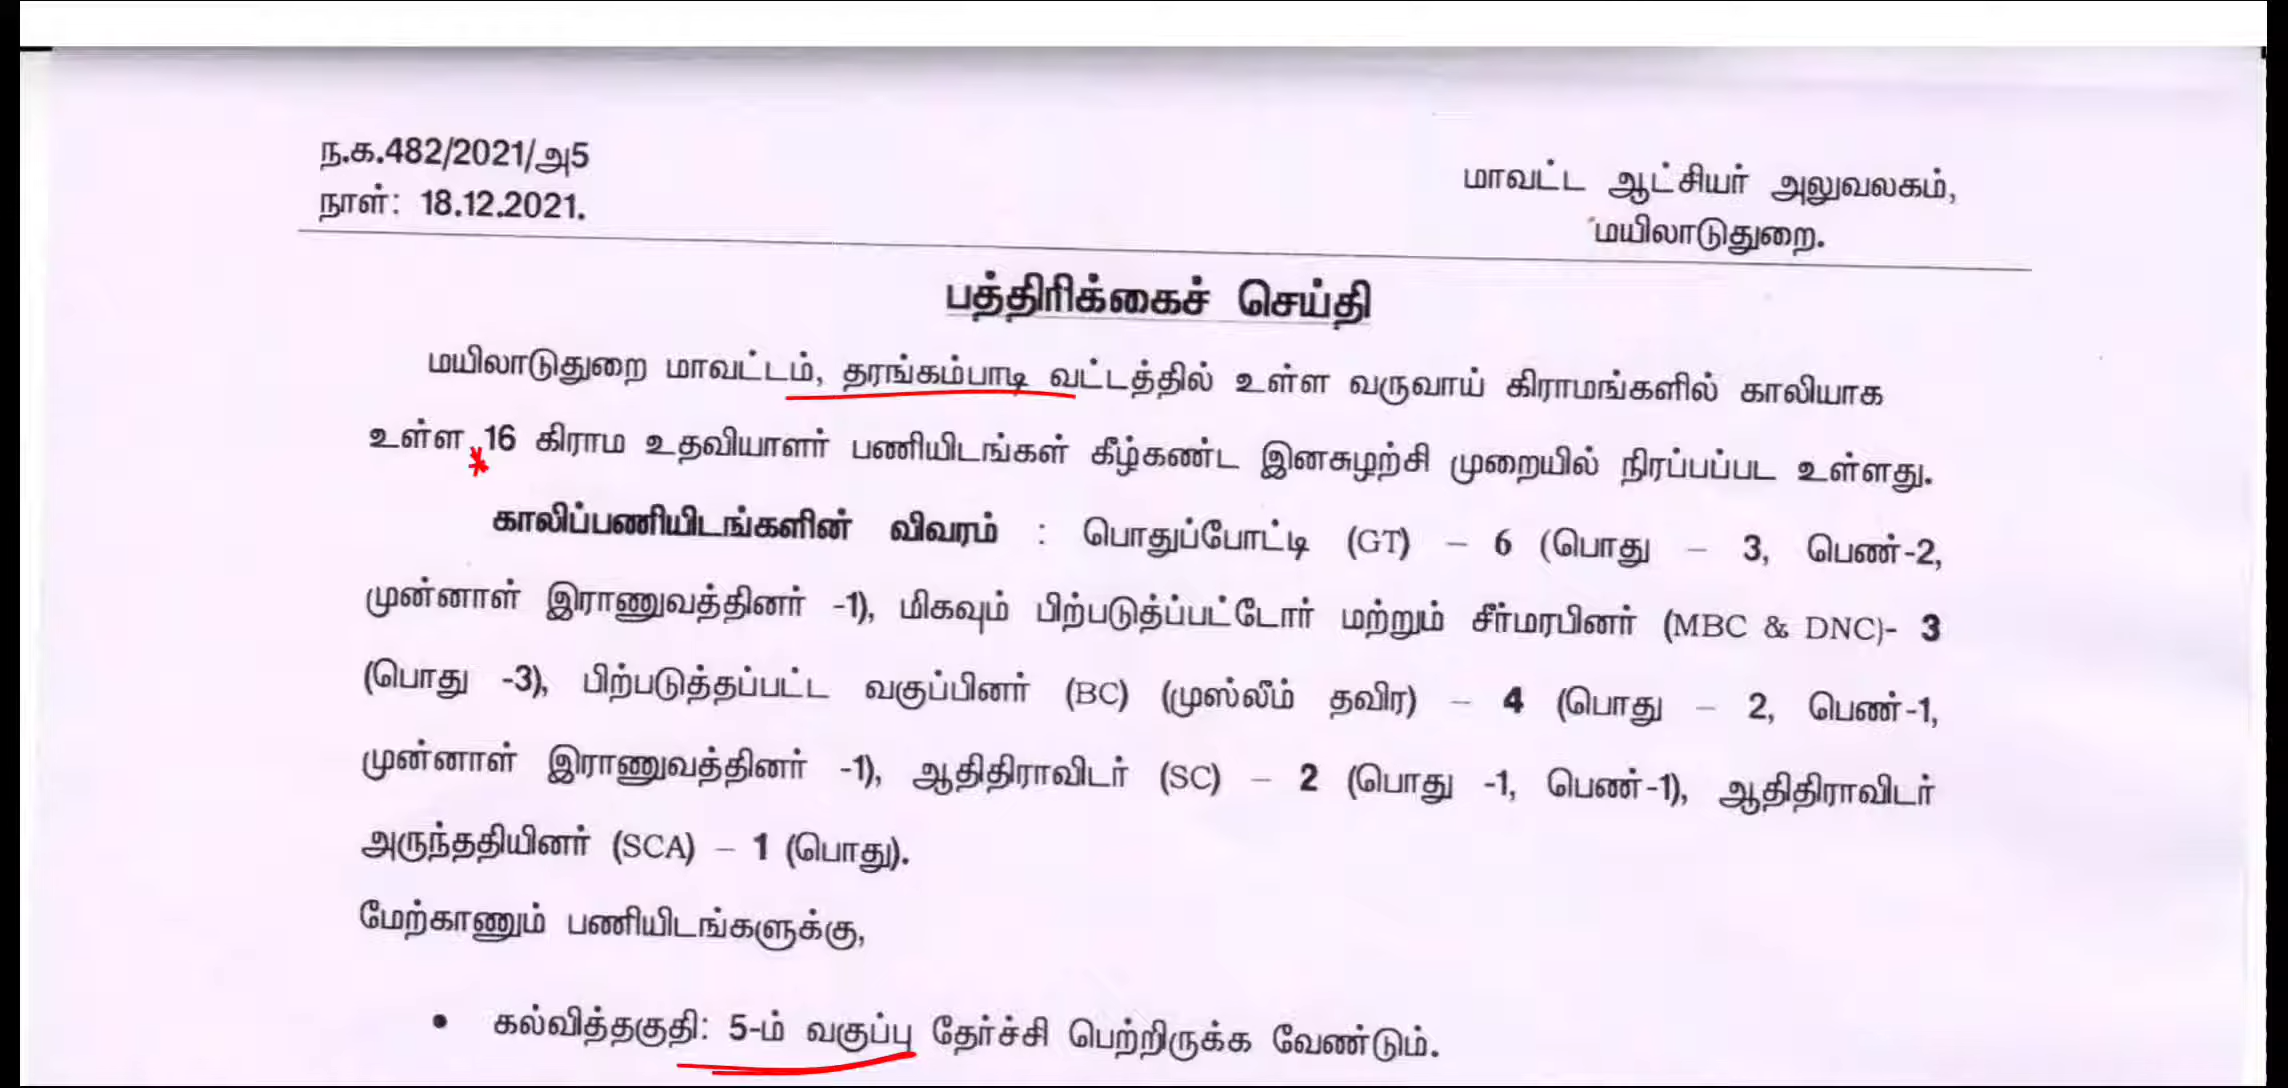 ந.க.482/2021/அ5
நாள்: 18.12.2021.
மாவட்ட ஆட்சியர் அலுவலகம்,
மயிலாடுதுறை.
பத்திரிக்கைச் செய்தி
மயிலாடுதுறை மாவட்டம், தரங்கம்பாடி வட்டத்தில் உள்ள வருவாய் கிராமங்களில் காலியாக
உள்ள 16 கிராம உதவியாளர் பணியிடங்கள் கீழ்கண்ட இனசுழற்சி முறையில் நிரப்பப்பட உள்ளது.
காலிப்பணியிடங்களின் விவரம் : பொதுப்போட்டி (GT) – 6 (பொது – 3, பெண்-2,
முன்னாள் இராணுவத்தினர் -1), மிகவும் பிற்படுத்ப்பட்டோர் மற்றும் சீர்மரபினர் (MBC & DNC)- 3
(பொது -3), பிற்படுத்தப்பட்ட வகுப்பினர் (BC) (முஸ்லீம் தவிர) – 4 (பொது – 2, பெண்-1,
முன்னாள் இராணுவத்தினர் -1), ஆதிதிராவிடர் (SC) – 2 (பொது -1, பெண்-1), ஆதிதிராவிடர்
அருந்ததியினர் (SCA) – 1 (பொது).
மேற்காணும் பணியிடங்களுக்கு,
• கல்வித்தகுதி: 5-ம் வகுப்பு தேர்ச்சி பெற்றிருக்க வேண்டும்.